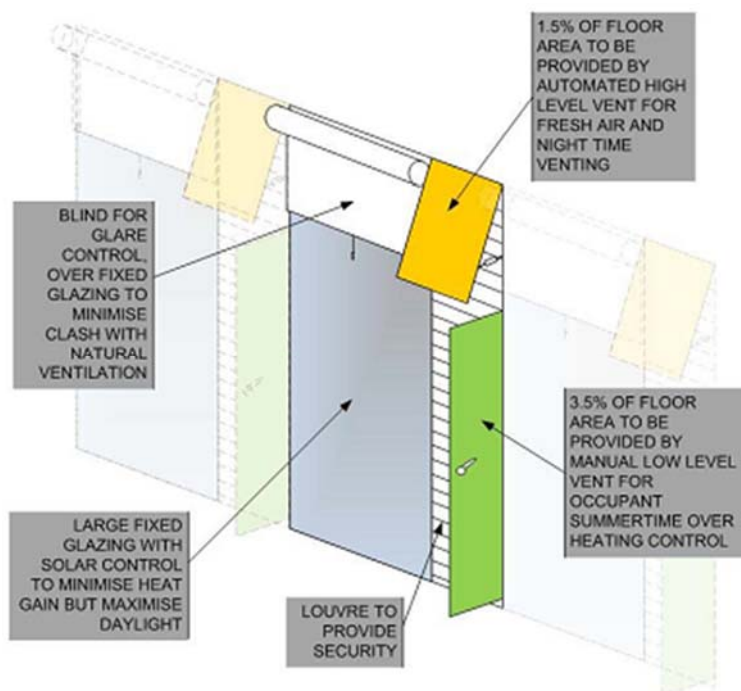 1.5% OF FLOOR
AREA TO BE
PROVIDED BY
AUTOMATED HIGH
LEVEL VENT FOR
FRESH AIR AND
NIGHT TIME
VENTING
BLIND FOR
GLARE
CONTROL,
OVER FIXED
GLAZING TO
MINIMISE
CLASH WITH
NATURAL
VENTILATION
3.5% OF FLOOR
AREA TO BE
PROVIDED BY
MANUAL LOW LEVEL
VENT FOR
OCCUPANT
SUMMERTIME OVER
HEATING CONTROL
LARGE FIXED
GLAZING WITH
SOLAR CONTROL
TO MINIMISE HEAT
GAIN BUT MAXIMISE
DAYLIGHT
LOUVRE TO
PROVIDE
SECURITY